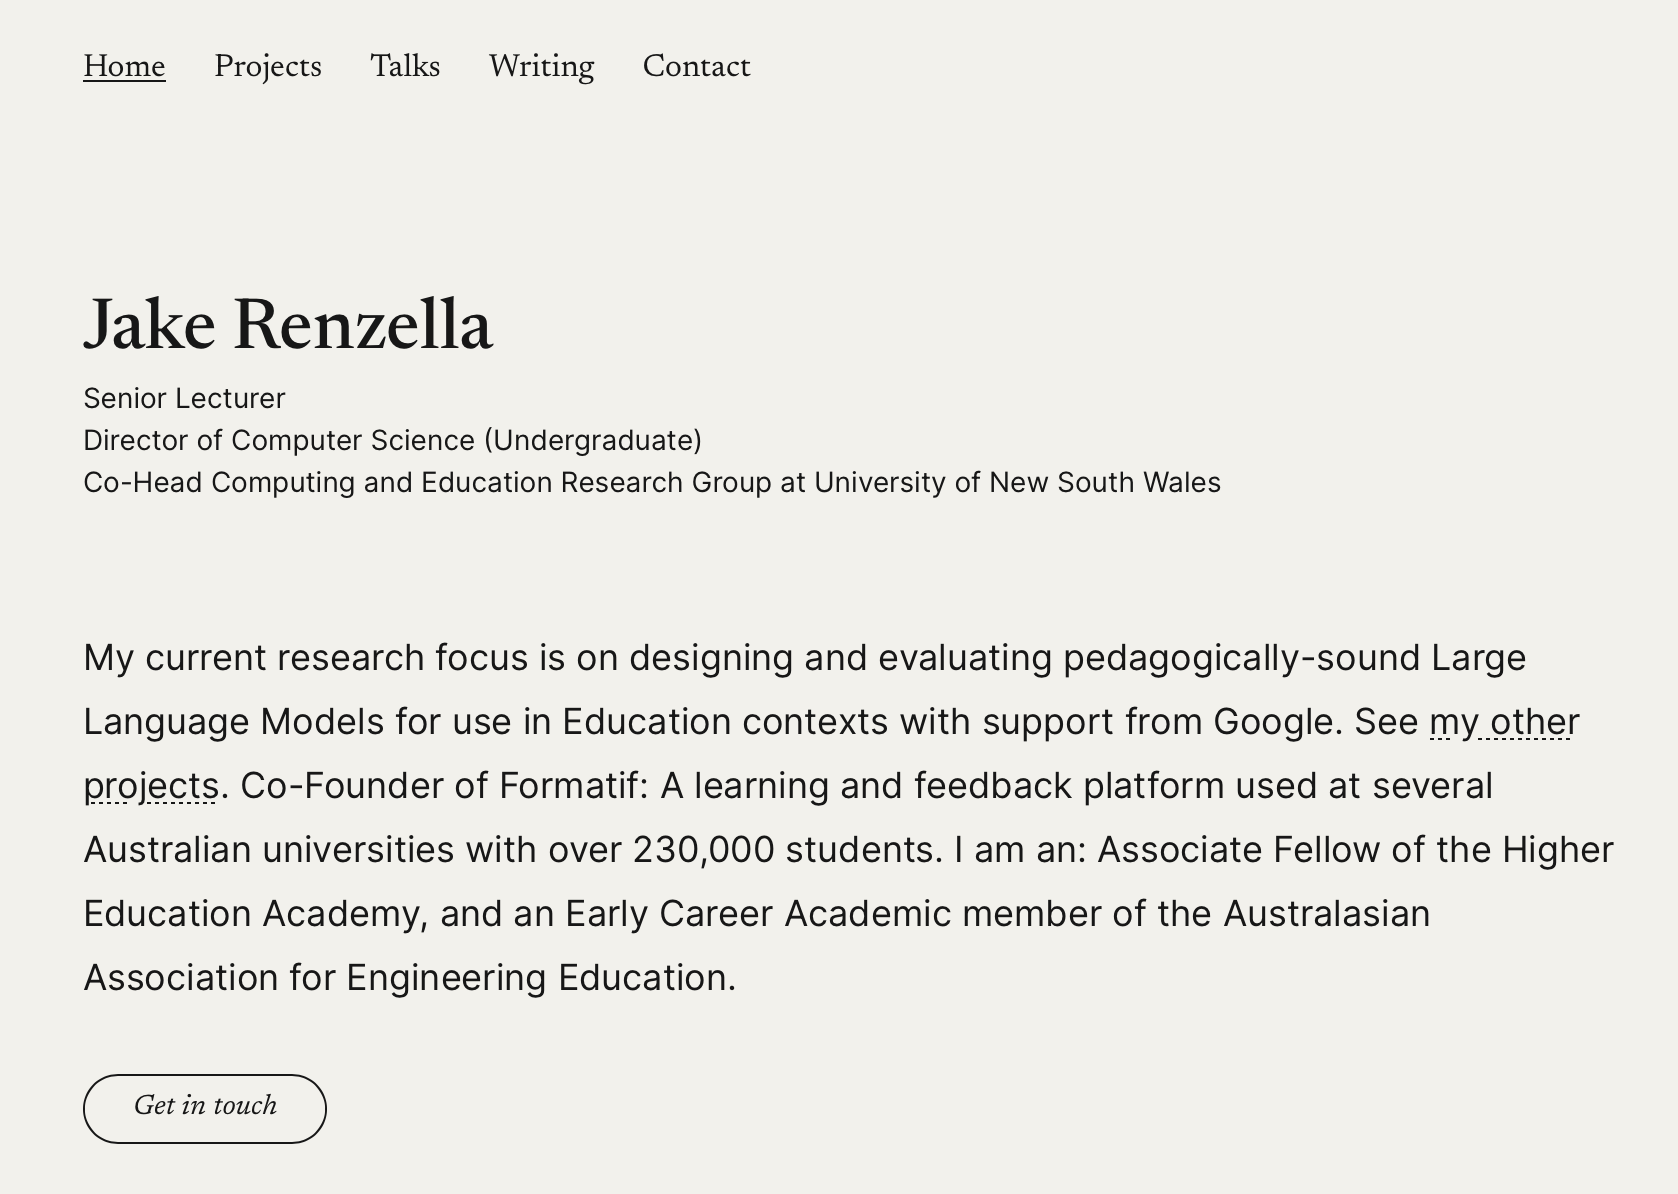 Home Projects Talks Writing Contact
Jake Renzella
Senior Lecturer
Director of Computer Science (Undergraduate)
Co-Head Computing and Education Research Group at University of New South Wales
My current research focus is on designing and evaluating pedagogically-sound Large
Language Models for use in Education contexts with support from Google. See my other
projects. Co-Founder of Formatif: A learning and feedback platform used at several
Australian universities with over 230,000 students. I am an: Associate Fellow of the Higher
Education Academy, and an Early Career Academic member of the Australasian
Association for Engineering Education.
Get in touch